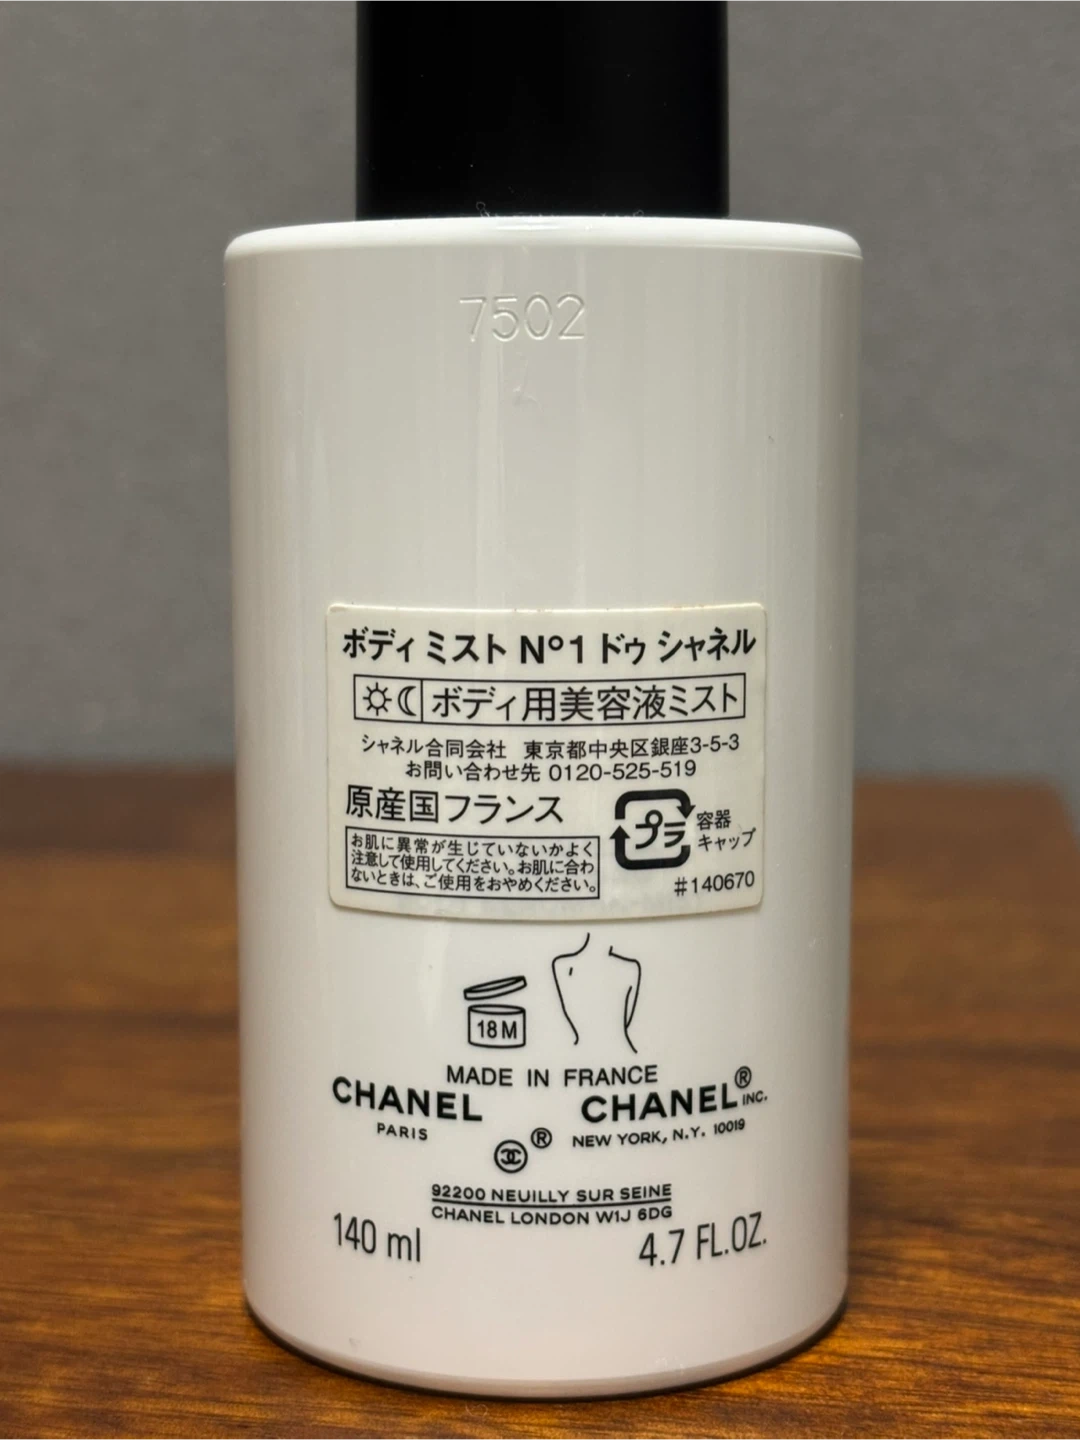 7502
ボディ ミスト N°1 ドゥ シャネル
ボディ用美容液ミスト
シャネル合同会社 東京都中央区銀座3-5-3
お問い合わせ先 0120-525-519
原産国フランス
プラ
容器
キャップ
お肌に異常が生じていないかよく
注意して使用してください。お肌に合わ
ないときは、ご使用をおやめください。
#140670
18 M
MADE IN FRANCE
CHANEL
PARIS
CHANEL® INC.
NEW YORK, N.Y. 10019
®
92200 NEUILLY SUR SEINE
CHANEL LONDON W1J 6DG
140 ml
4.7 FL.OZ.